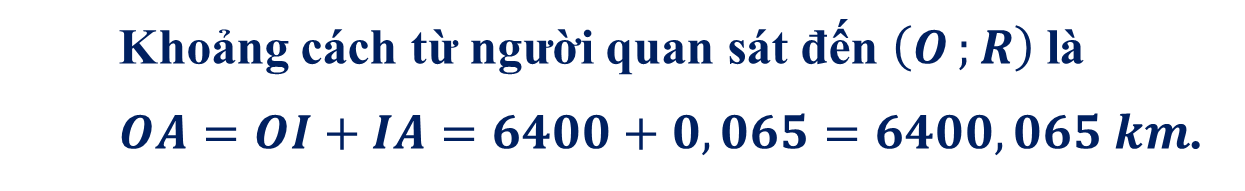 Khoảng cách từ người quan sát đến (O ; R) là
OA = OI + IA = 6400 + 0, 065 = 6400, 065 km.